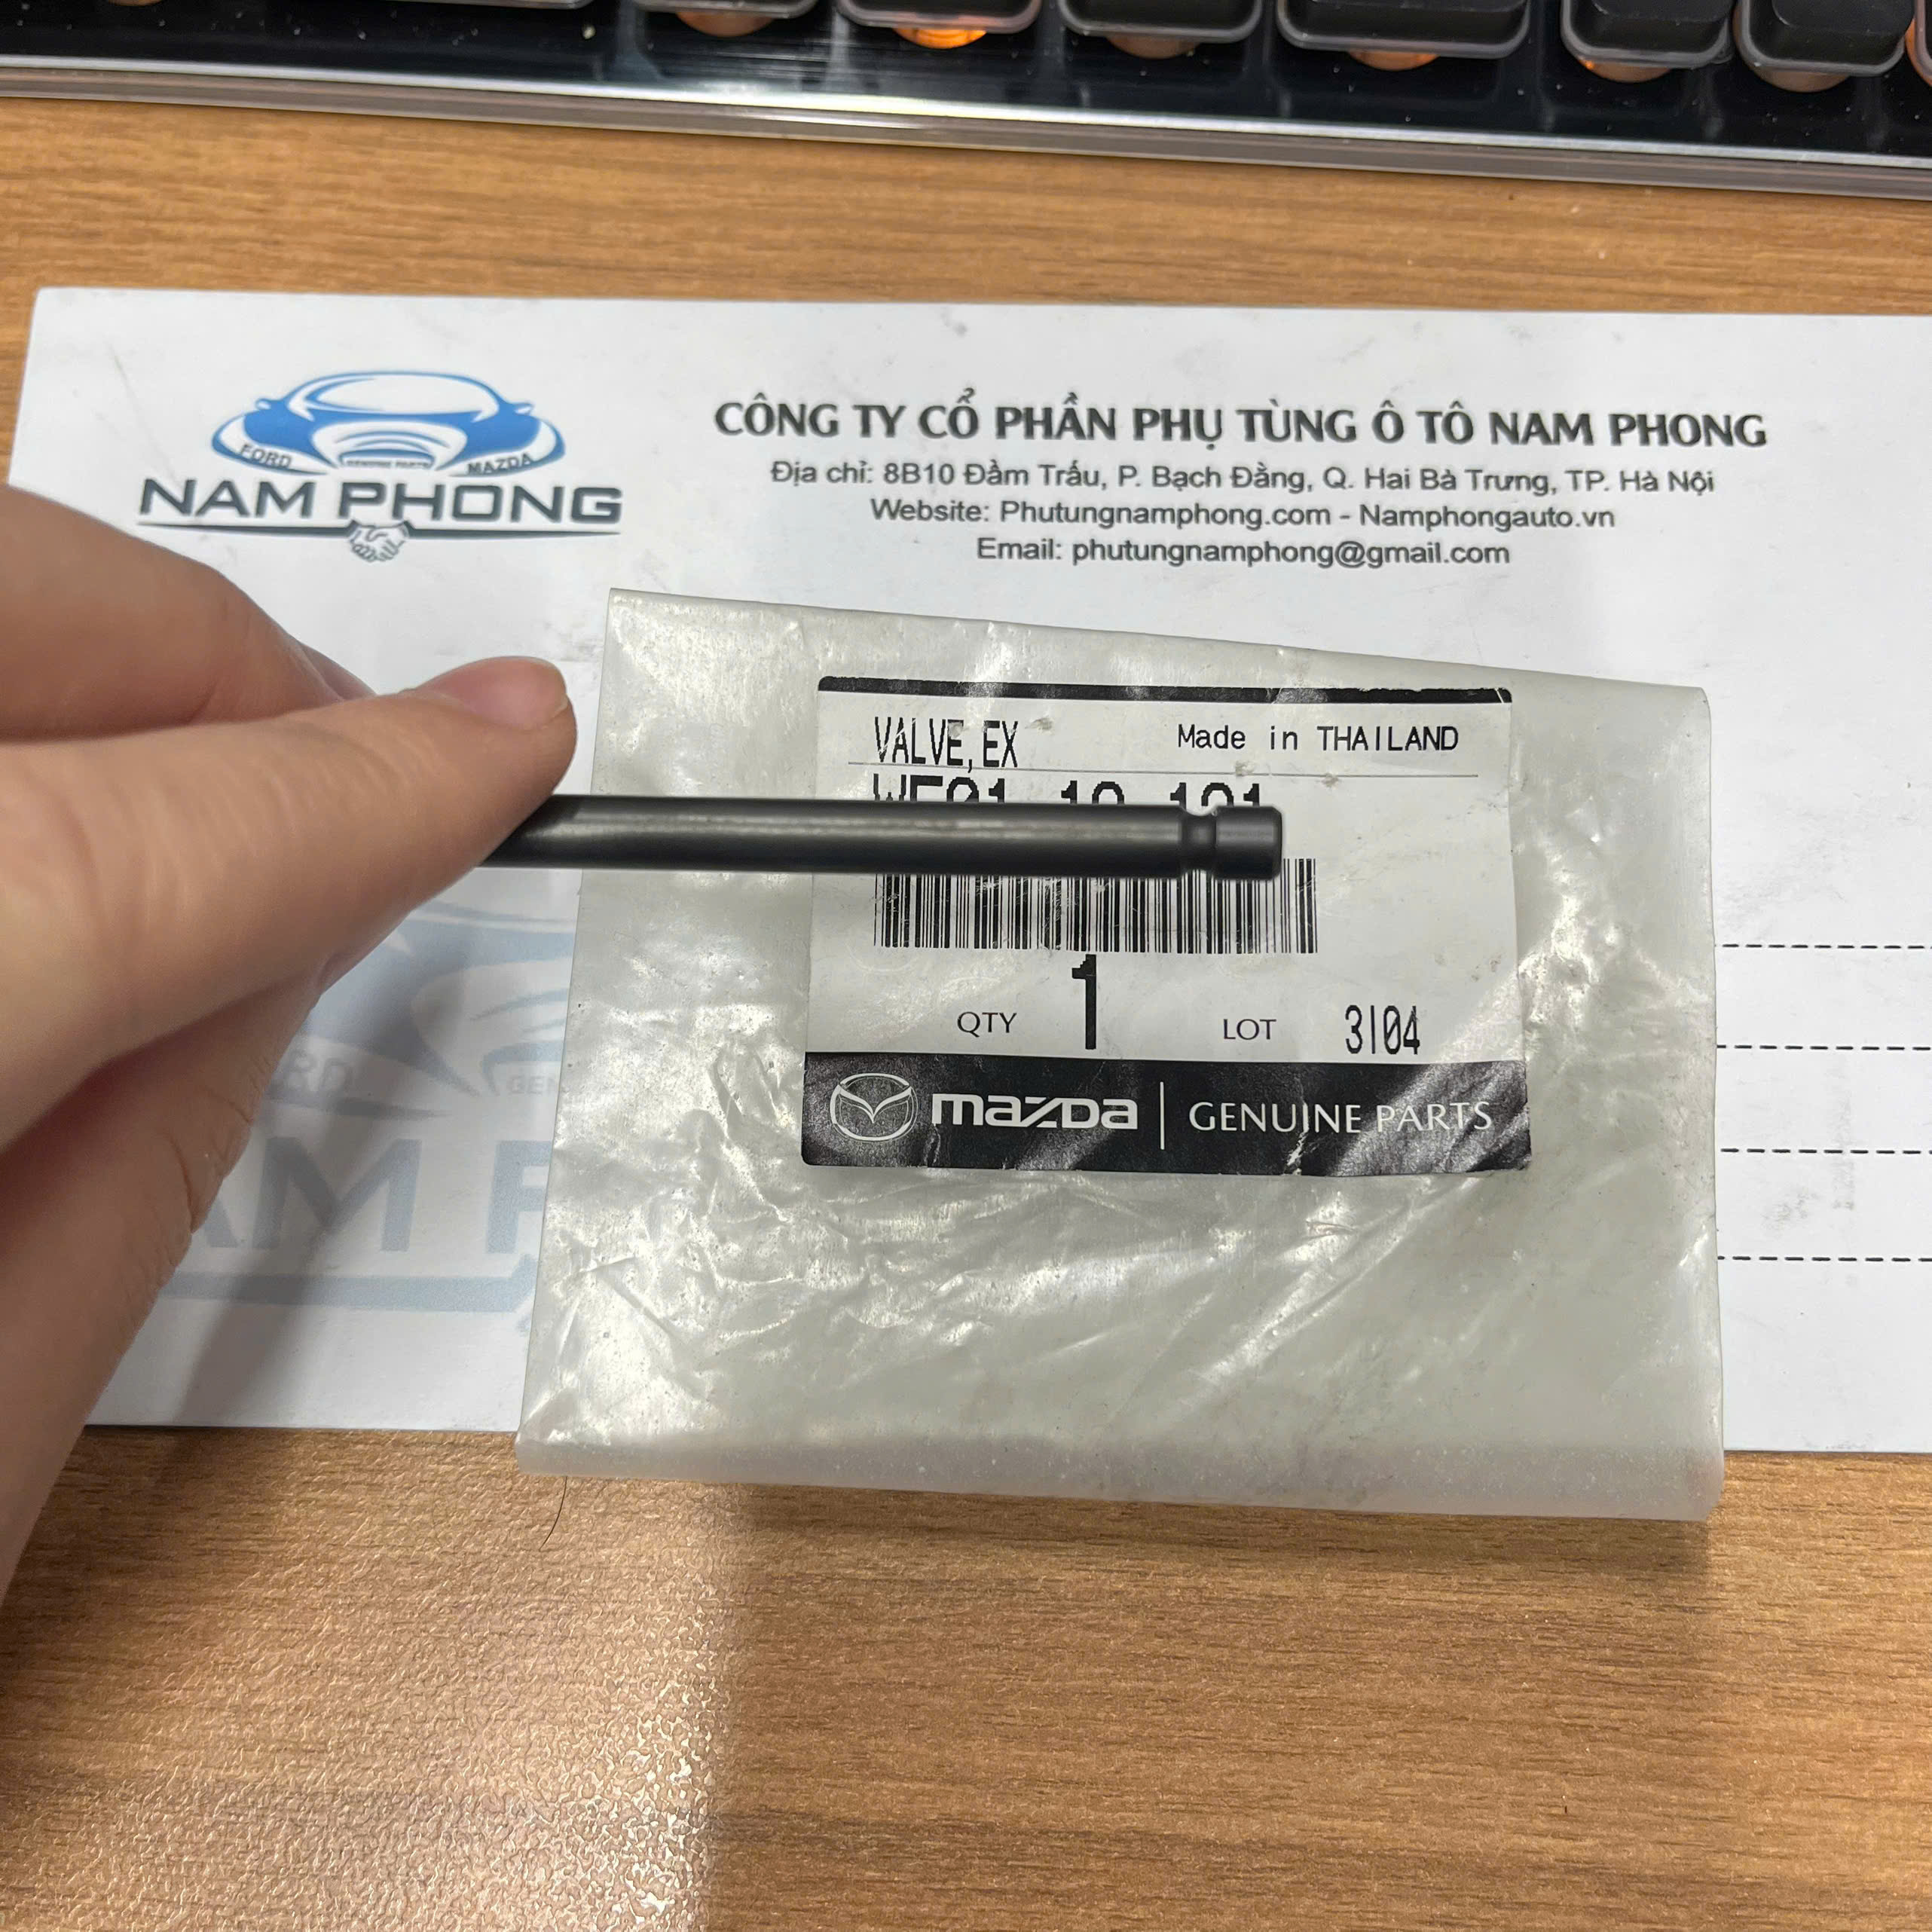 FORD
GENUINE PARTS
MAZDA
NAM PHONG
CÔNG TY CỔ PHẦN PHỤ TÙNG Ô TÔ NAM PHONG
Địa chỉ: 8B10 Đầm Trấu, P. Bạch Đằng, Q. Hai Bà Trưng, TP. Hà Nội
Website: Phutungnamphong.com - Namphongauto.vn
Email: phutungnamphong@gmail.com
VALVE, EX
Made in THAILAND
QTY 1
LOT 3104
mazda
GENUINE PARTS